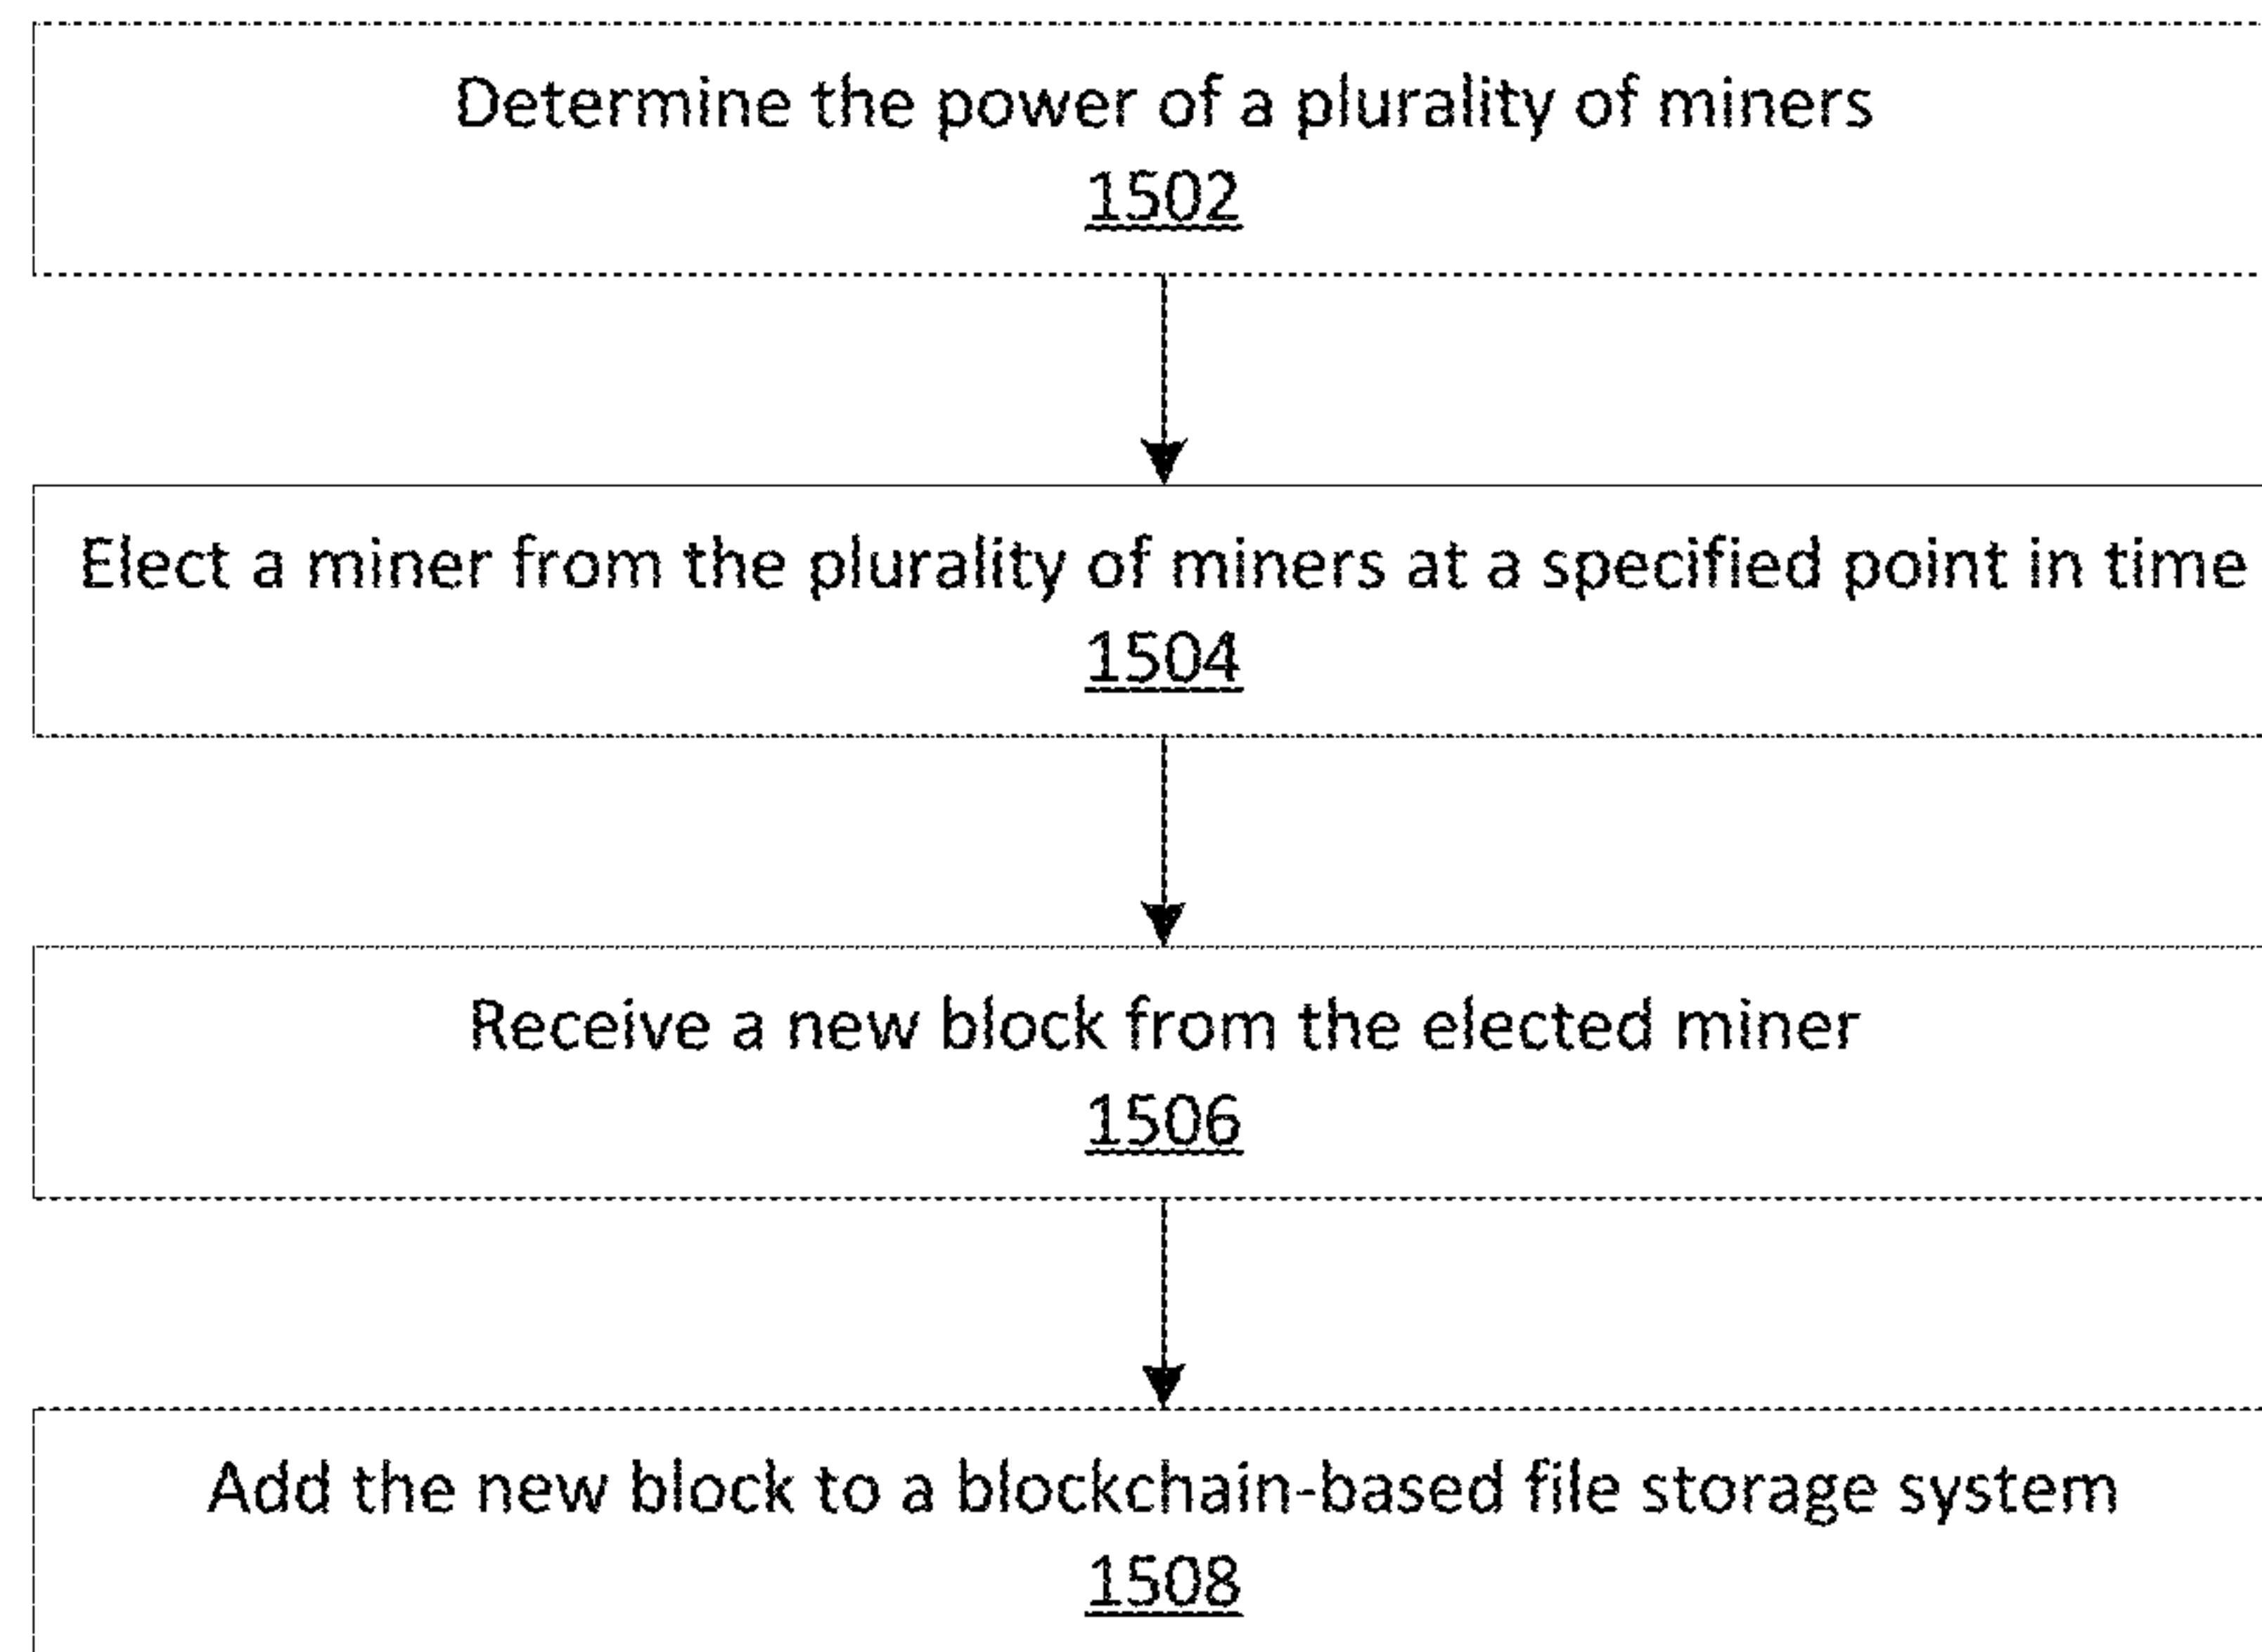 Determine the power of a plurality of miners
1502
Elect a miner from the plurality of miners at a specified point in time
1504
Receive a new block from the elected miner
1506
Add the new block to a blockchain-based file storage system
1508